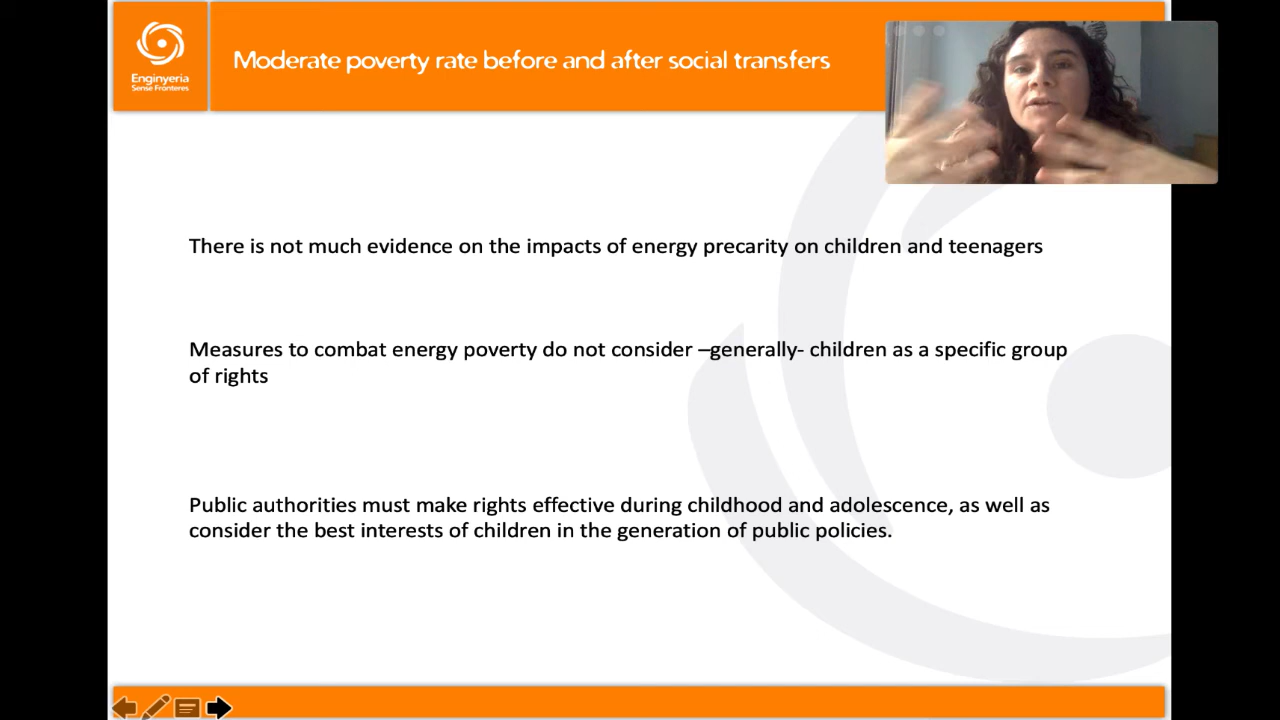 Enginyeria
Sense Fronteres
Moderate poverty rate before and after social transfers
There is not much evidence on the impacts of energy precarity on children and teenagers
Measures to combat energy poverty do not consider –generally- children as a specific group
of rights
Public authorities must make rights effective during childhood and adolescence, as well as
consider the best interests of children in the generation of public policies.